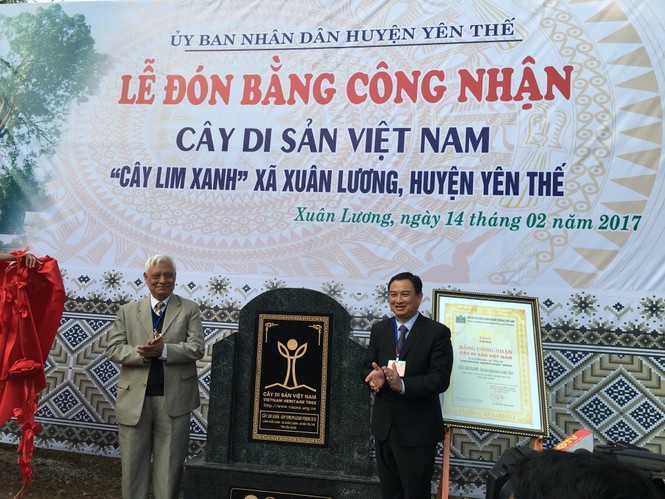 ỦY BAN NHÂN DÂN HUYỆN YÊN THẾ
LỄ ĐÓN BẰNG CÔNG NHẬN
CÂY DI SẢN VIỆT NAM
“CÂY LIM XANH” XÃ XUÂN LƯƠNG, HUYỆN YÊN THẾ
Xuân Lương, ngày 14 tháng 02 năm 2017
CÂY DI SẢN VIỆT NAM
VIETNAM HERITAGE TREE
BẰNG CÔNG NHẬN
CÂY DI SẢN VIỆT NAM